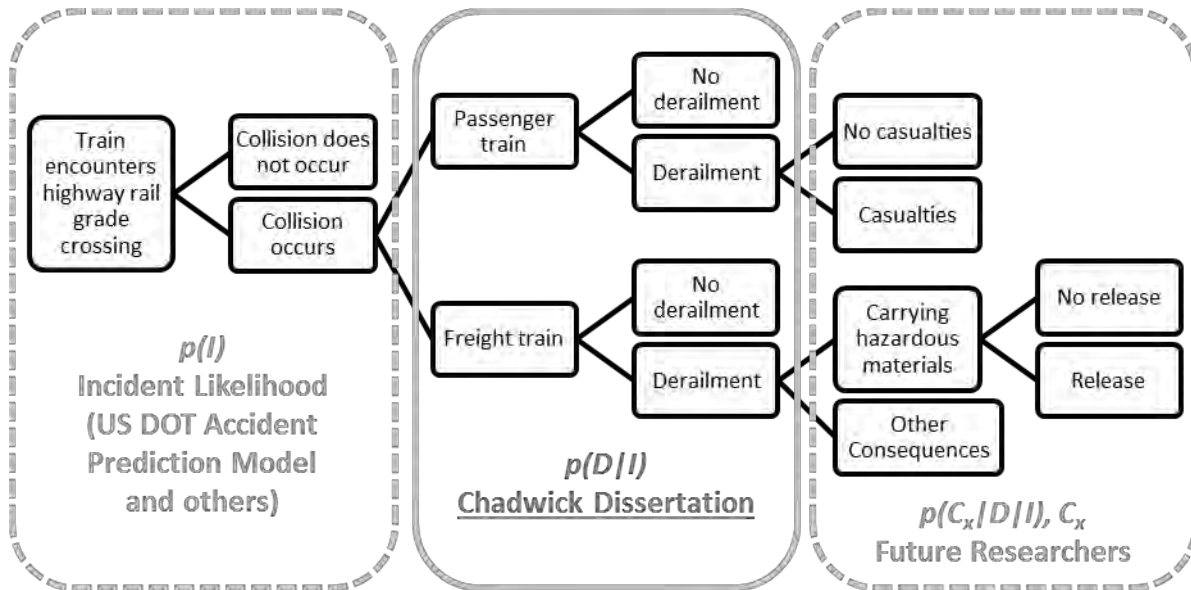 Train
encounters
highway rail
grade
crossing
Collision does
not occur
Collision
occurs
p(I)
Incident Likelihood
(US DOT Accident
Prediction Model
and others)
Passenger
train
No
derailment
Derailment
Freight train
No
derailment
Derailment
p(D|I)
Chadwick Dissertation
No casualties
Casualties
Carrying
hazardous
materials
Other
Consequences
No release
Release
p(Cx|D|I), Cx
Future Researchers